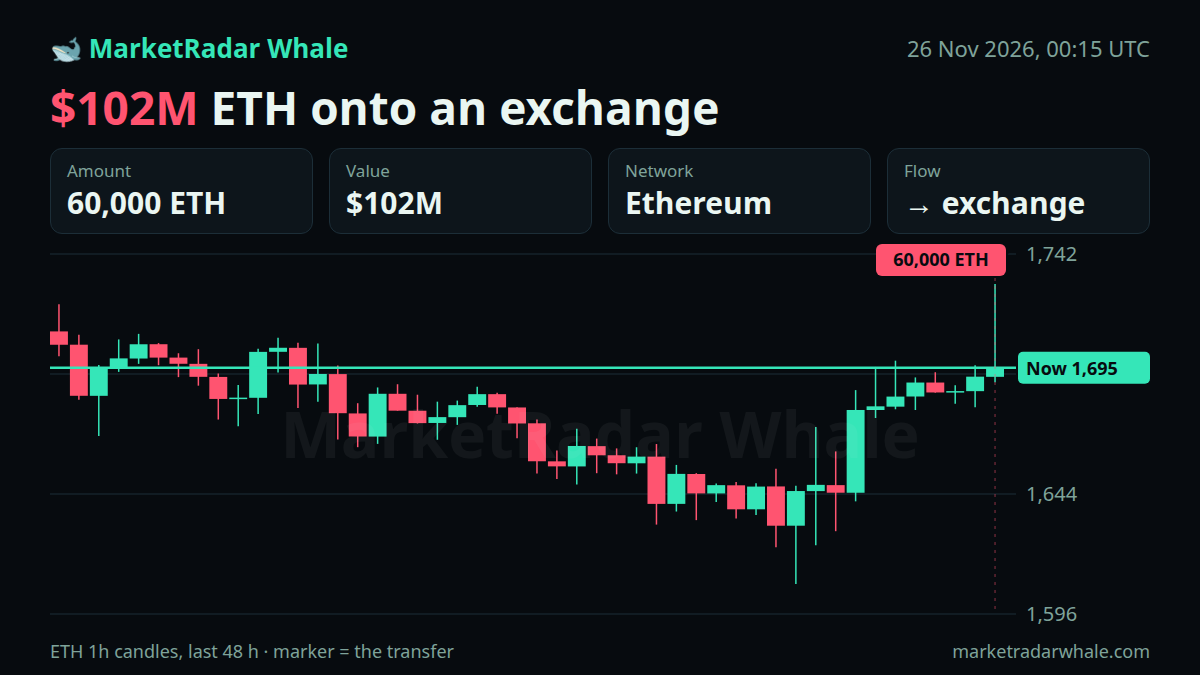 🐋 MarketRadar Whale
26 Nov 2026, 00:15 UTC
$102M ETH onto an exchange
Amount
60,000 ETH
Value
$102M
Network
Ethereum
Flow
→ exchange
60,000 ETH
1,742
Now 1,695
MarketRadar Whale
1,644
1,596
ETH 1h candles, last 48 h · marker = the transfer
marketradarwhale.com